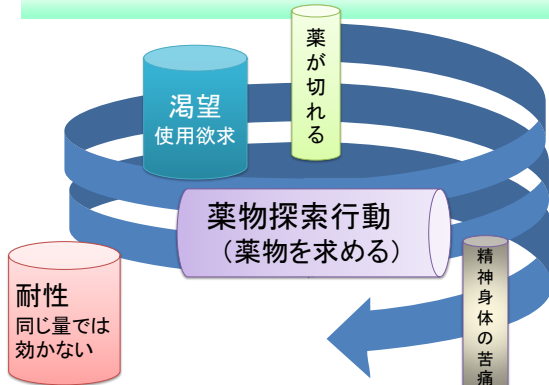 薬が切れる
渇望
使用欲求
薬物探索行動
（薬物を求める）
耐性
同じ量では
効かない
精神身体の苦痛